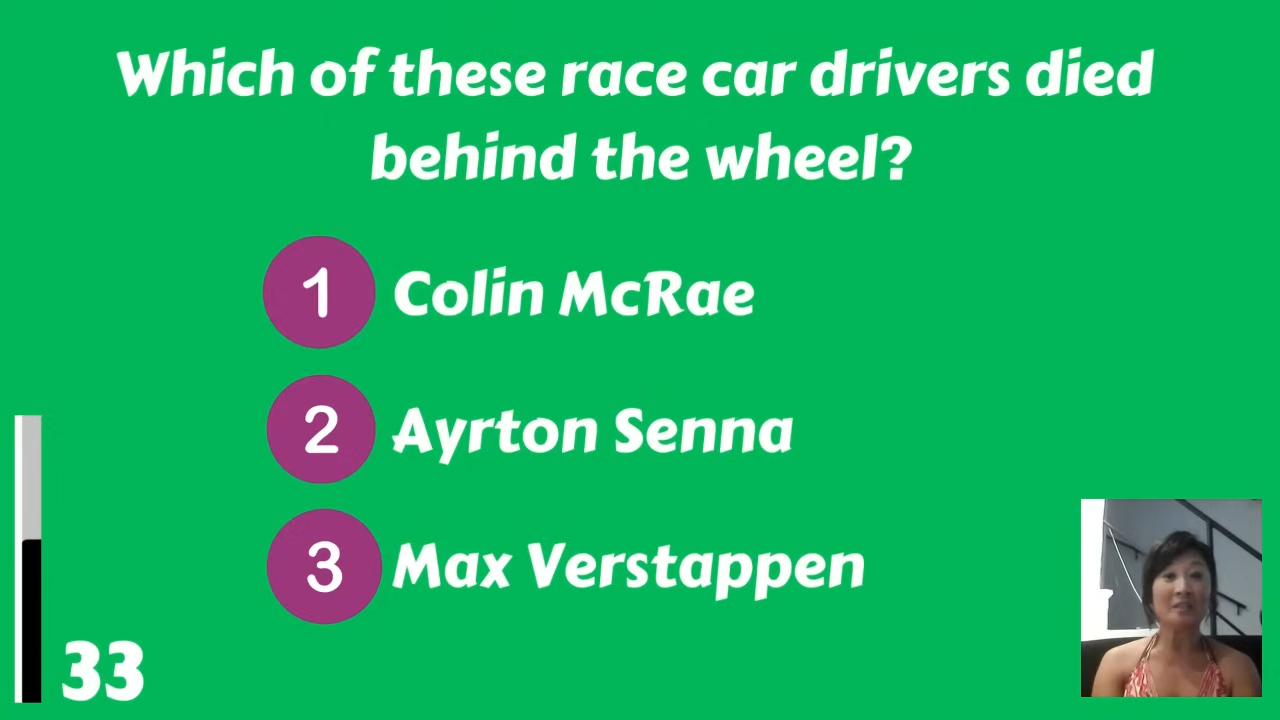 Which of these race car drivers died
behind the wheel?
1 Colin McRae
2 Ayrton Senna
3 Max Verstappen
33